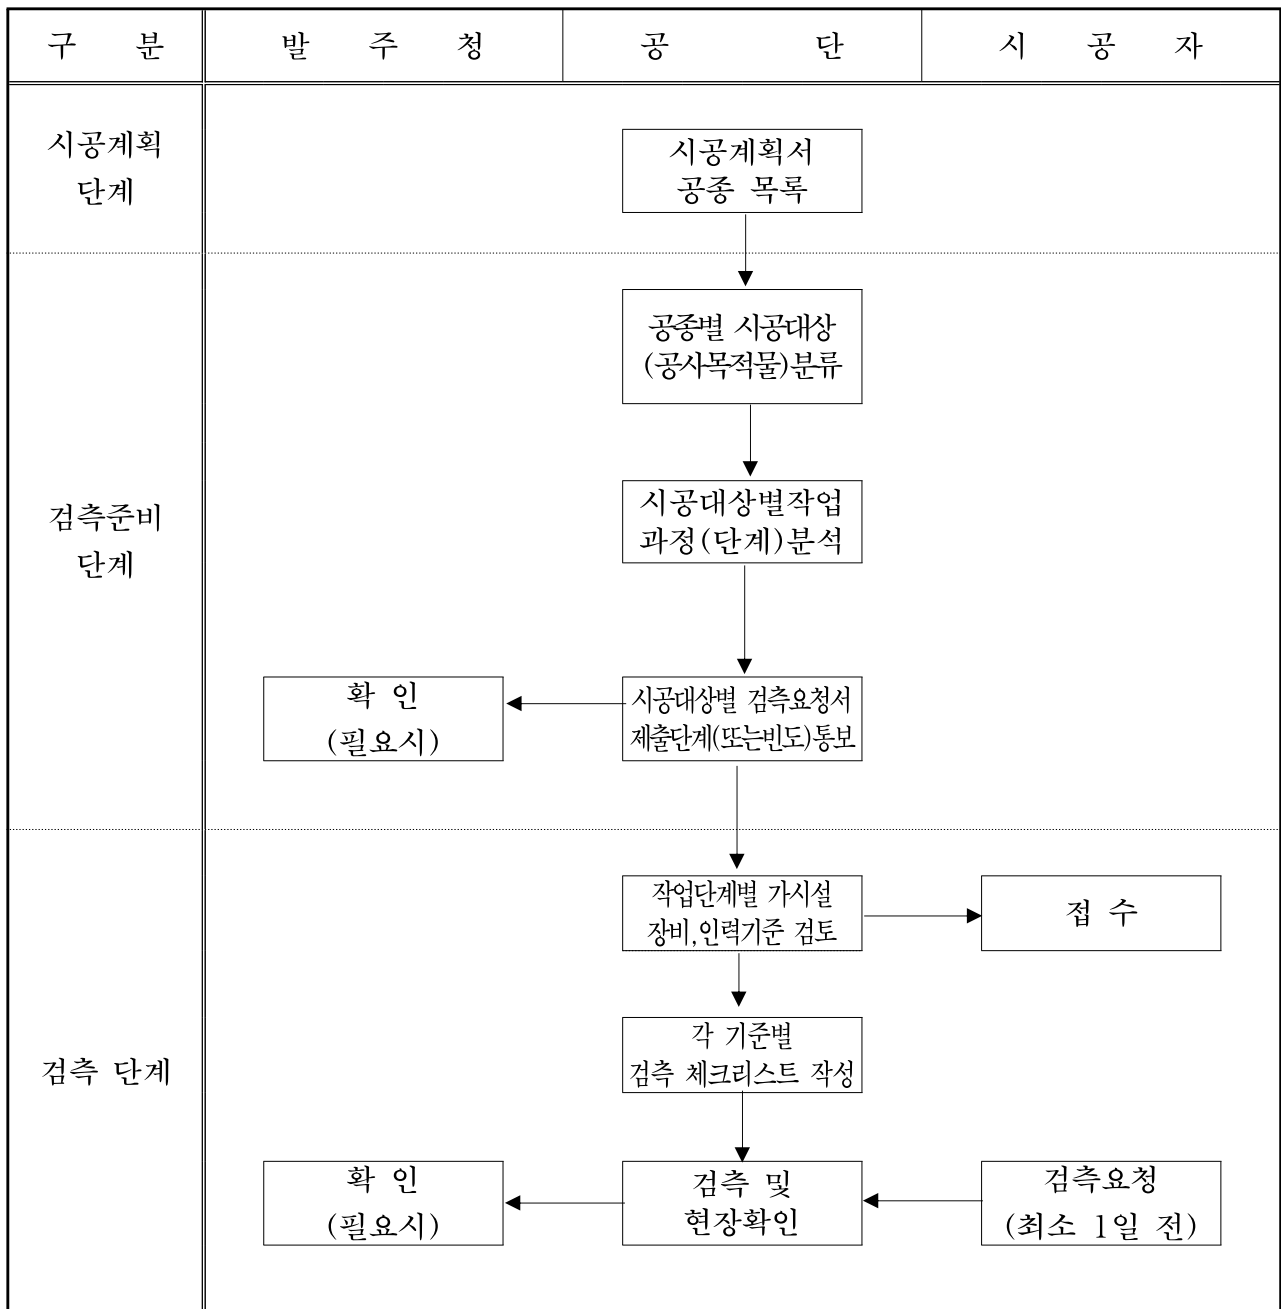 구 분 발 주 청 공 단 시 공 자
시공계획
단계
시공계획서
공종 목록
검측준비
단계
공종별 시공대상
(공사목적물)분류
시공대상별작업
과정(단계)분석
확 인
(필요시)
시공대상별 검측요청서
제출단계(또는빈도)통보
검측 단계
작업단계별 가시설
장비,인력기준 검토
접 수
각 기준별
검측 체크리스트 작성
확 인
(필요시)
검측 및
현장확인
검측요청
(최소 1일 전)